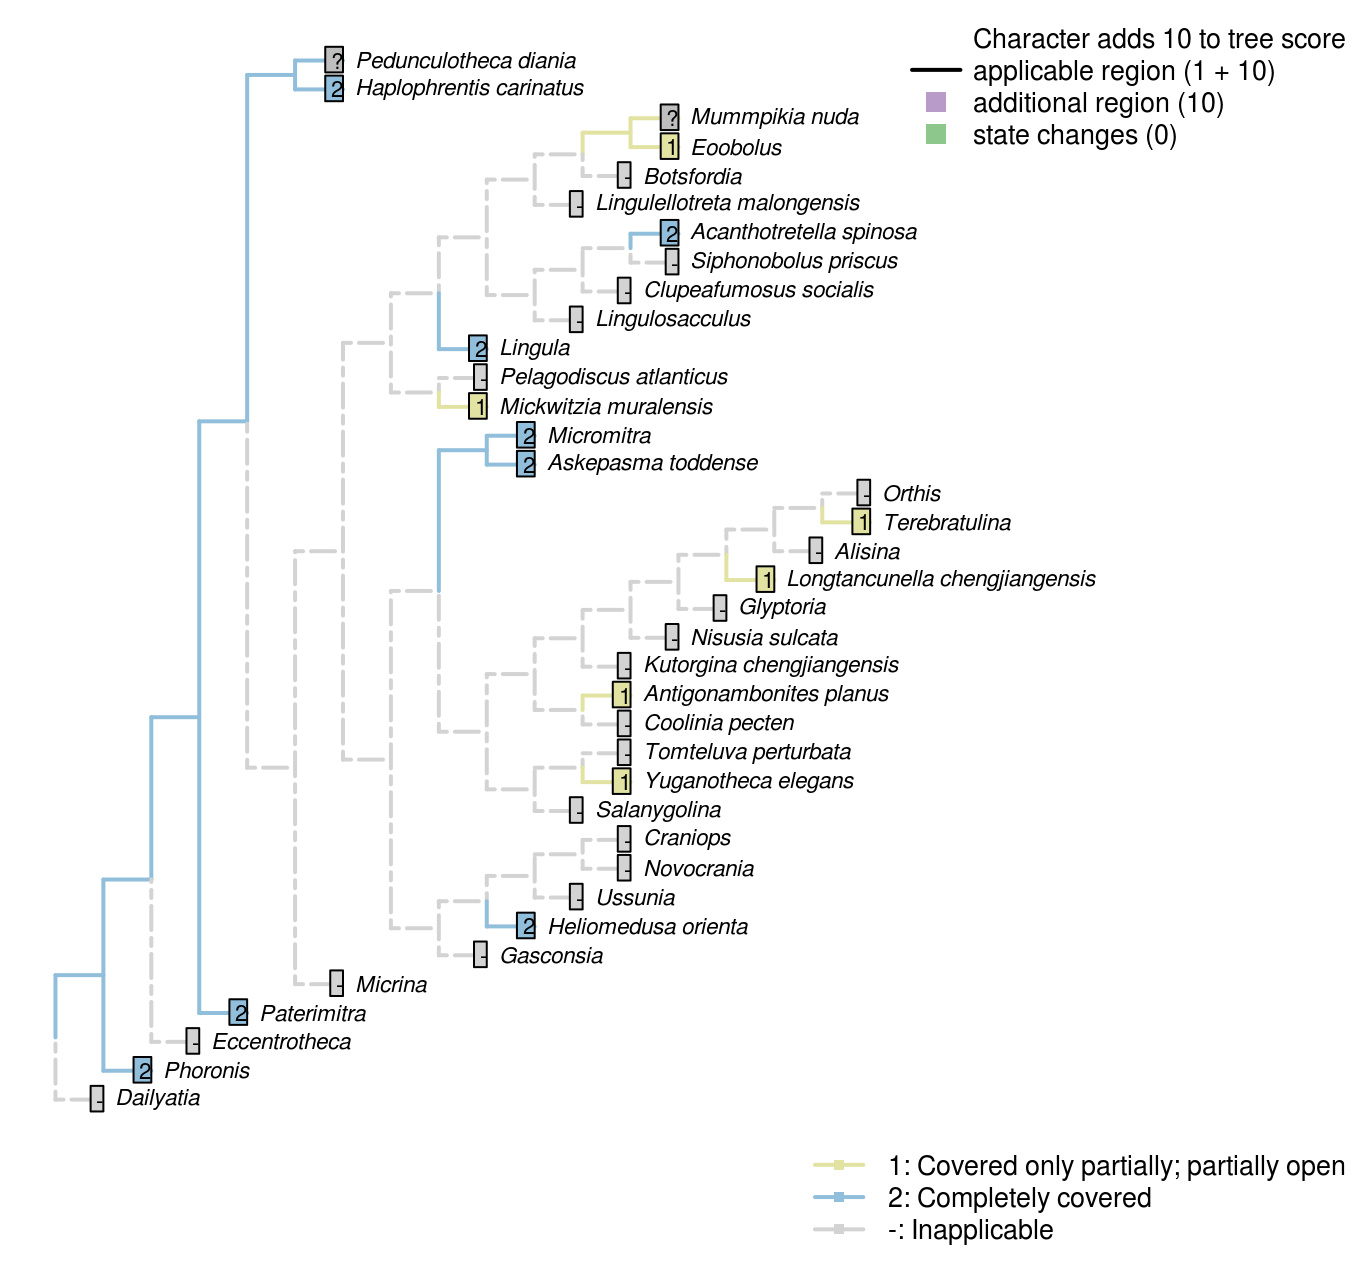 Character adds 10 to tree score
applicable region (1 + 10)
additional region (10)
state changes (0)
? Pedunculotheca diania
2 Haplophrentis carinatus
? Mummpikia nuda
1 Eoobolus
- Botsfordia
- Lingulellotreta malongensis
2 Acanthotretella spinosa
- Siphonobolus priscus
- Clupeafumosus socialis
- Lingulosacculus
2 Lingula
- Pelagodiscus atlanticus
1 Mickwitzia muralensis
2 Micromitra
2 Askepasma toddense
- Orthis
1 Terebratulina
- Alisina
1 Longtancunella chengjiangensis
- Glyptoria
- Nisusia sulcata
- Kutorgina chengjiangensis
1 Antigonambonites planus
- Coolinia pecten
- Tomteluva perturbata
1 Yuganotheca elegans
- Salanygolina
- Craniops
- Novocrania
- Ussunia
2 Heliomedusa orienta
- Gasconsia
- Micrina
2 Paterimitra
- Eccentrotheca
2 Phoronis
- Dailyatia
1: Covered only partially; partially open
2: Completely covered
-: Inapplicable